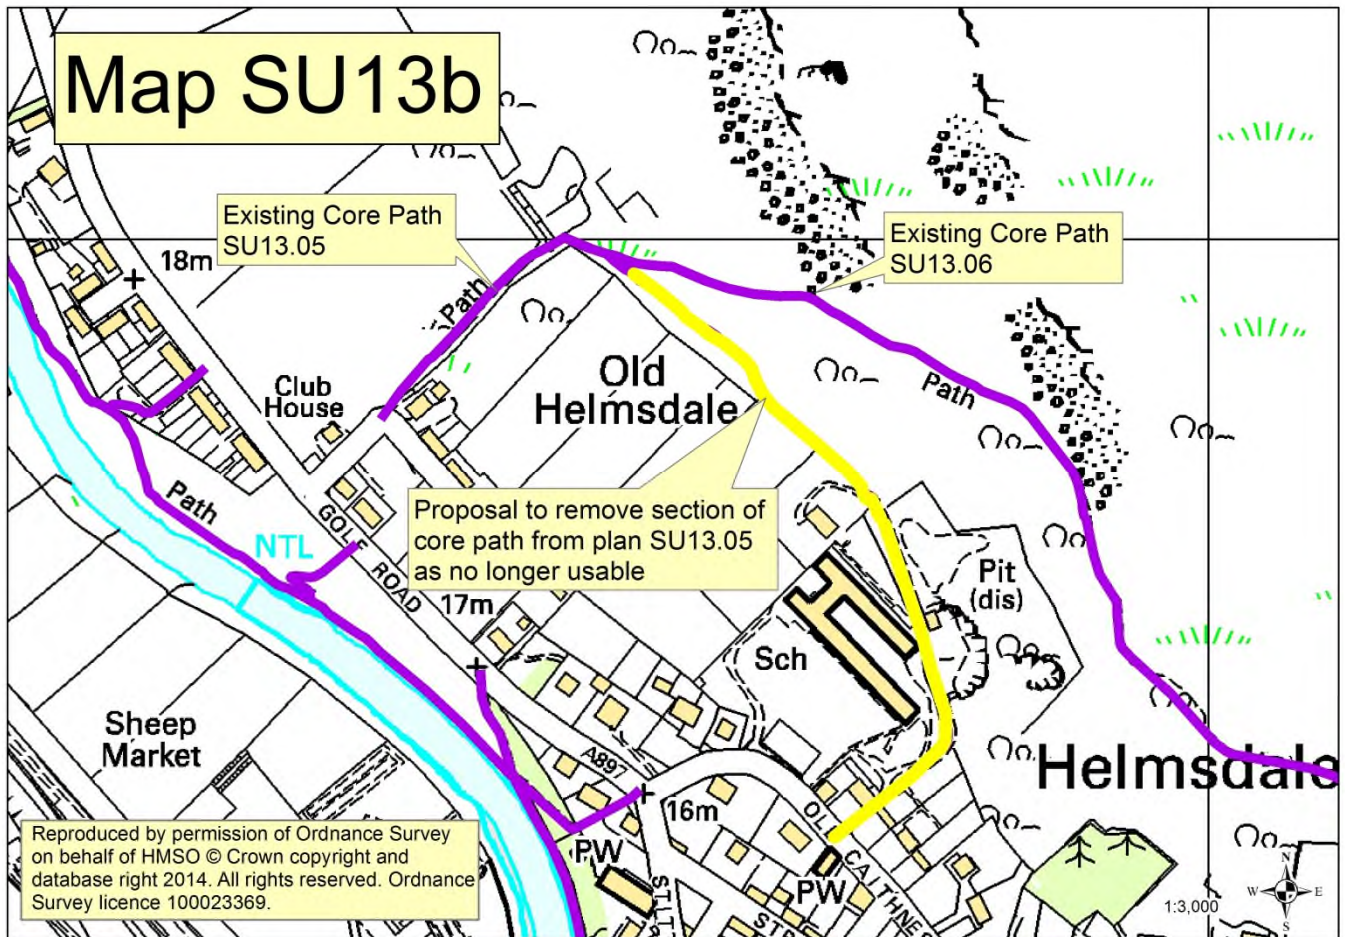 Map SU13b
Existing Core Path
SU13.05
Existing Core Path
SU13.06
18m
Path
Club
House
Old
Helmsdale
Path
Path
NTL
GOLF ROAD
Proposal to remove section of
core path from plan SU13.05
as no longer usable
17m
Pit
(dis)
Sch
Sheep
Market
A897
Helmsdale
16m
PW
PW
CAITHNES
1:3,000
N
W E
S
Reproduced by permission of Ordnance Survey
on behalf of HMSO © Crown copyright and
database right 2014. All rights reserved. Ordnance
Survey licence 100023369.